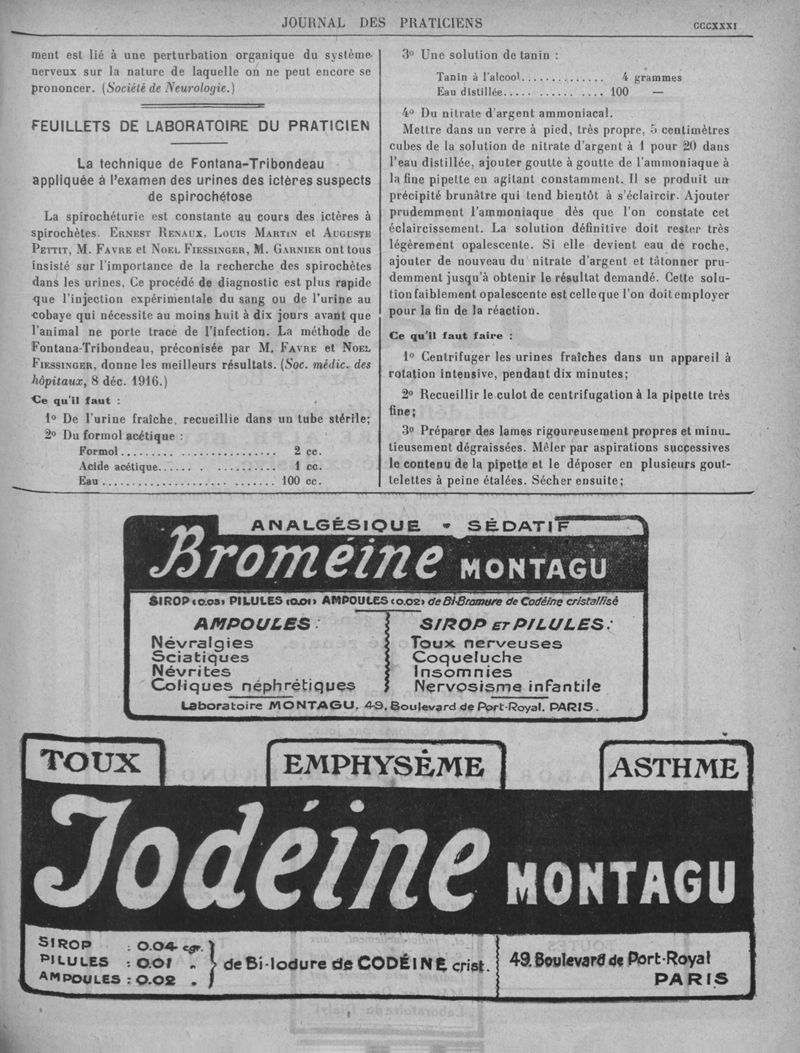 JOURNAL DES PRATICIENS
CCCXXXI
ment est lié à une perturbation organique du système
nerveux sur la nature de laquelle on ne peut encore se
prononcer. (Société de Neurologie.)
FEUILLETS DE LABORATOIRE DU PRATICIEN
La technique de Fontana-Tribondeau
appliquée à l'examen des urines des ictères suspects
de spirochétose
La spirochéturie est constante au cours des ictères à
spirochètes. ERNEST RENAUX, LOUIS MARTIN et AUGUSTE
PETTIT, M. FAVRE et NOEL FIESSINGER, M. GARNIER ont tous
insisté sur l'importance de la recherche des spirochètes
dans les urines. Ce procédé de diagnostic est plus rapide
que l'injection expérimentale du sang ou de l'urine au
cobaye qui nécessite au moins huit à dix jours avant que
l'animal ne porte trace de l'infection. La méthode de
Fontana-Tribondeau, préconisée par M. FAVRE et NOEL
FIESSINGER, donne les meilleurs résultats. (Soc. médic. des
hôpitaux, 8 déc. 1916.)
Ce qu'il faut :
1º De l'urine fraîche, recueillie dans un tube stérile;
2º Du formol acétique :
Formol.......... ................ 2 cc.
Acide acétique....... . .......... 1 cc.
Eau ..................... ....... 100 cc.
3º Une solution de tanin :
Tanin à l'alcool............... 4 grammes
Eau distillée..... ........... .... 100 —
4º Du nitrate d'argent ammoniacal.
Mettre dans un verre à pied, très propre, 5 centimètres
cubes de la solution de nitrate d'argent à 1 pour 20 dans
l'eau distillée, ajouter goutte à goutte de l'ammoniaque à
la fine pipette en agitant constamment. Il se produit un
précipité brunâtre qui tend bientôt à s'éclaircir. Ajouter
prudemment l'ammoniaque dès que l'on constate cet
éclaircissement. La solution définitive doit rester très
légèrement opalescente. Si elle devient eau de roche,
ajouter de nouveau du nitrate d'argent et tâtonner pru-
demment jusqu'à obtenir le résultat demandé. Cette solu-
tion faiblement opalescente est celle que l'on doit employer
pour la fin de la réaction.
Ce qu'il faut faire :
1º Centrifuger les urines fraîches dans un appareil à
rotation intensive, pendant dix minutes;
2º Recueillir le culot de centrifugation à la pipette très
fine;
3º Préparer des lames rigoureusement propres et minu-
tieusement dégraissées. Mêler par aspirations successives
le contenu de la pipette et le déposer en plusieurs gout-
telettes à peine étalées. Sécher ensuite;
ANALGÉSIQUE - SÉDATIF
Broméine MONTAGU
SIROP (0.03) PILULES (0.01) AMPOULES (0.02) de Bi-Bromure de Codéine cristallisé
AMPOULES :
Névralgies
Sciatiques
Névrites
Coliques néphrétiques
SIROP ET PILULES :
Toux nerveuses
Coqueluche
Insomnies
Nervosisme infantile
Laboratoire MONTAGU, 49, Boulevard de Port-Royal, PARIS.
TOUX
EMPHYSÈME
ASTHME
Iodéine MONTAGU
SIROP : 0.04 cgr.
PILULES : 0.01 "
AMPOULES : 0.02 "
de Bi-Iodure de CODÉINE crist.
49, Boulevard de Port-Royal
PARIS